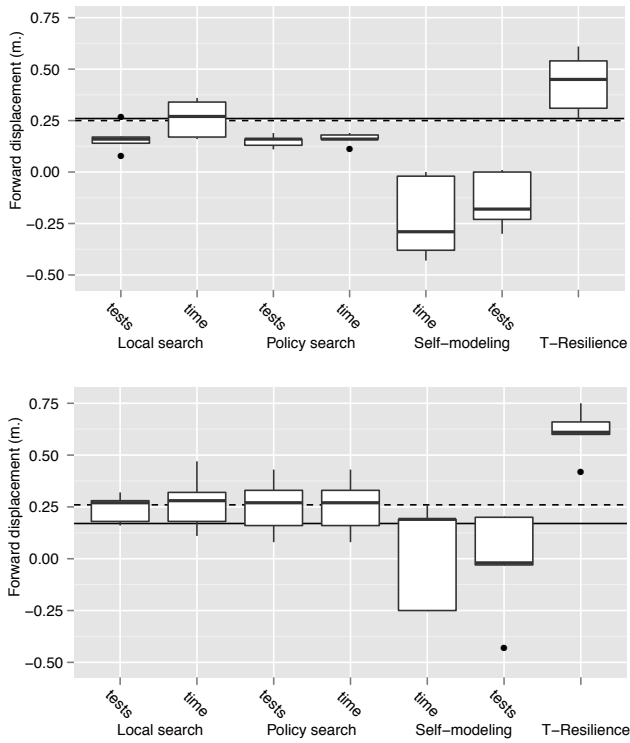 Forward displacement (m.)
0.75
0.50
0.25
0.00
−0.25
−0.50
tests
time
tests
time
time
tests
Local search
Policy search
Self−modeling
T−Resilience
Forward displacement (m.)
0.75
0.50
0.25
0.00
−0.25
−0.50
tests
time
tests
time
time
tests
Local search
Policy search
Self−modeling
T−Resilience